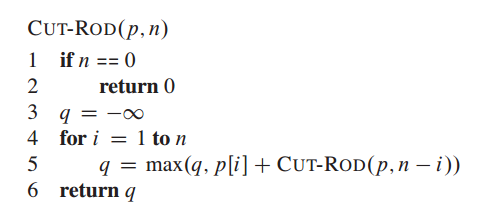 CUT-ROD(p, n)
1 if n == 0
2 return 0
3 q = −∞
4 for i = 1 to n
5 q = max(q, p[i] + CUT-ROD(p, n − i))
6 return q